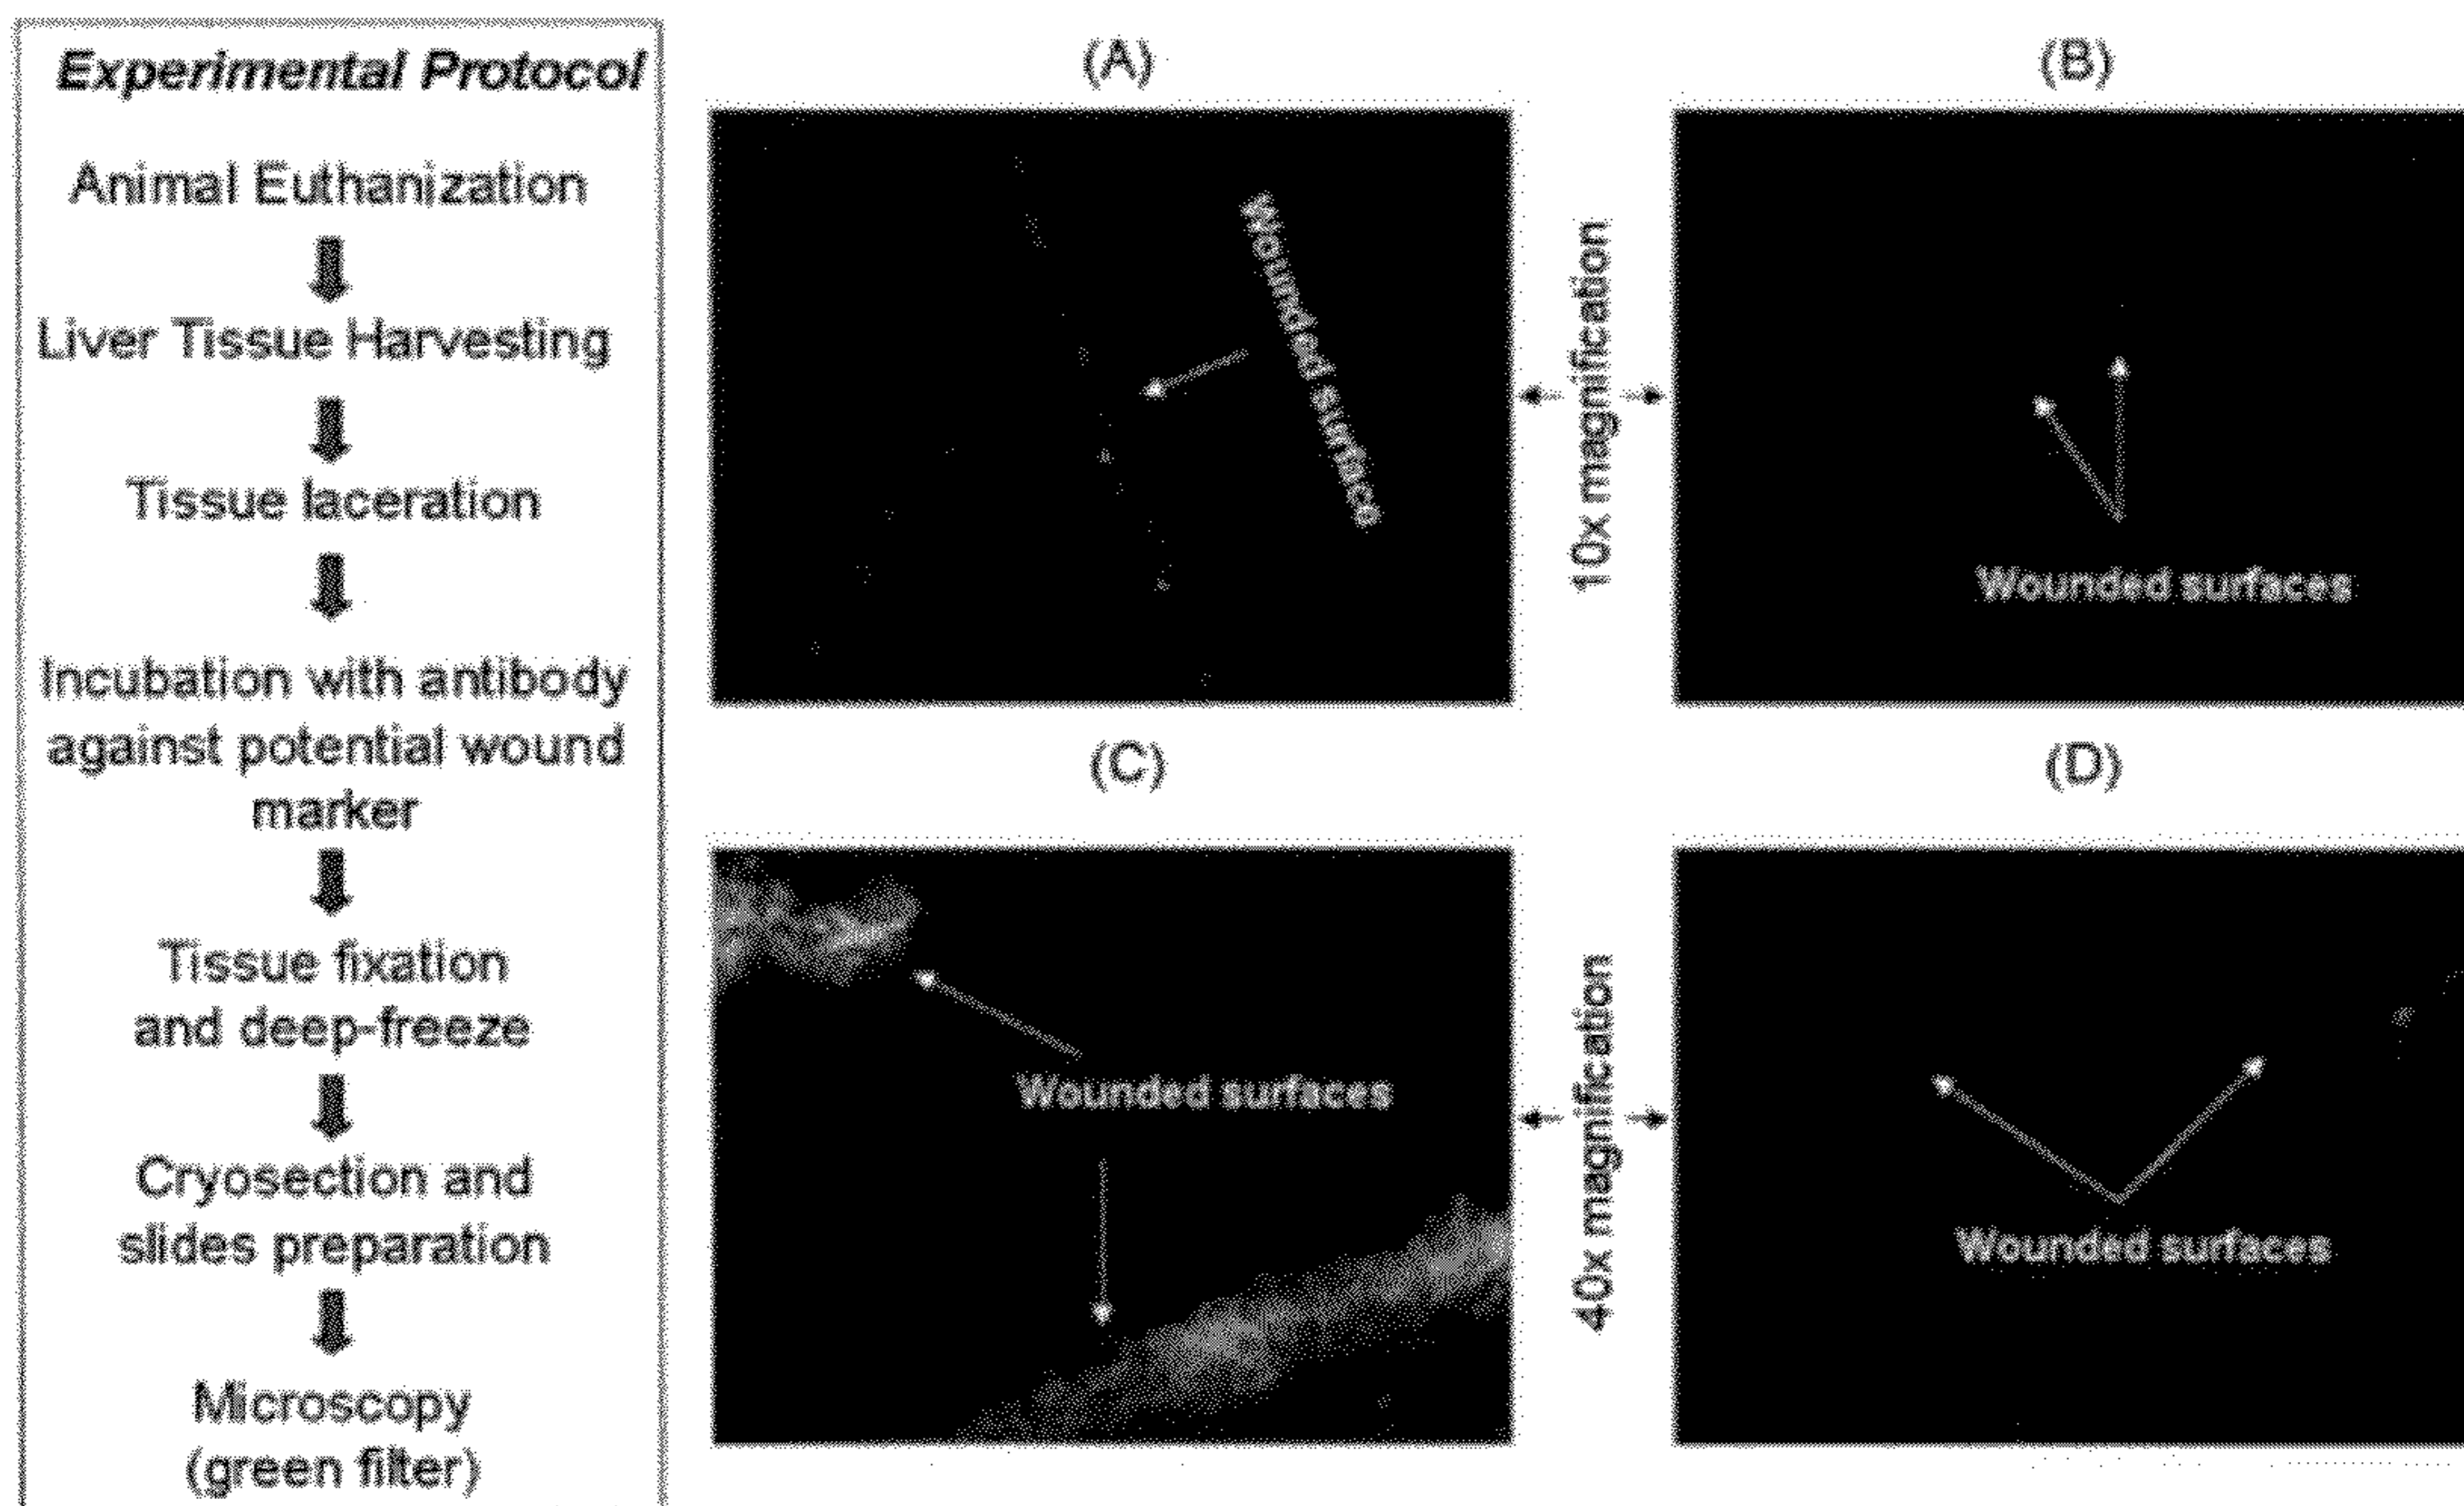 Experimental Protocol
Animal Euthanization
Liver Tissue Harvesting
Tissue laceration
Incubation with antibody
against potential wound
marker
Tissue fixation
and deep-freeze
Cryosection and
slides preparation
Microscopy
(green filter)
(A)
Wounded surface
10x magnification
(B)
Wounded surfaces
(C)
Wounded surfaces
40x magnification
(D)
Wounded surfaces